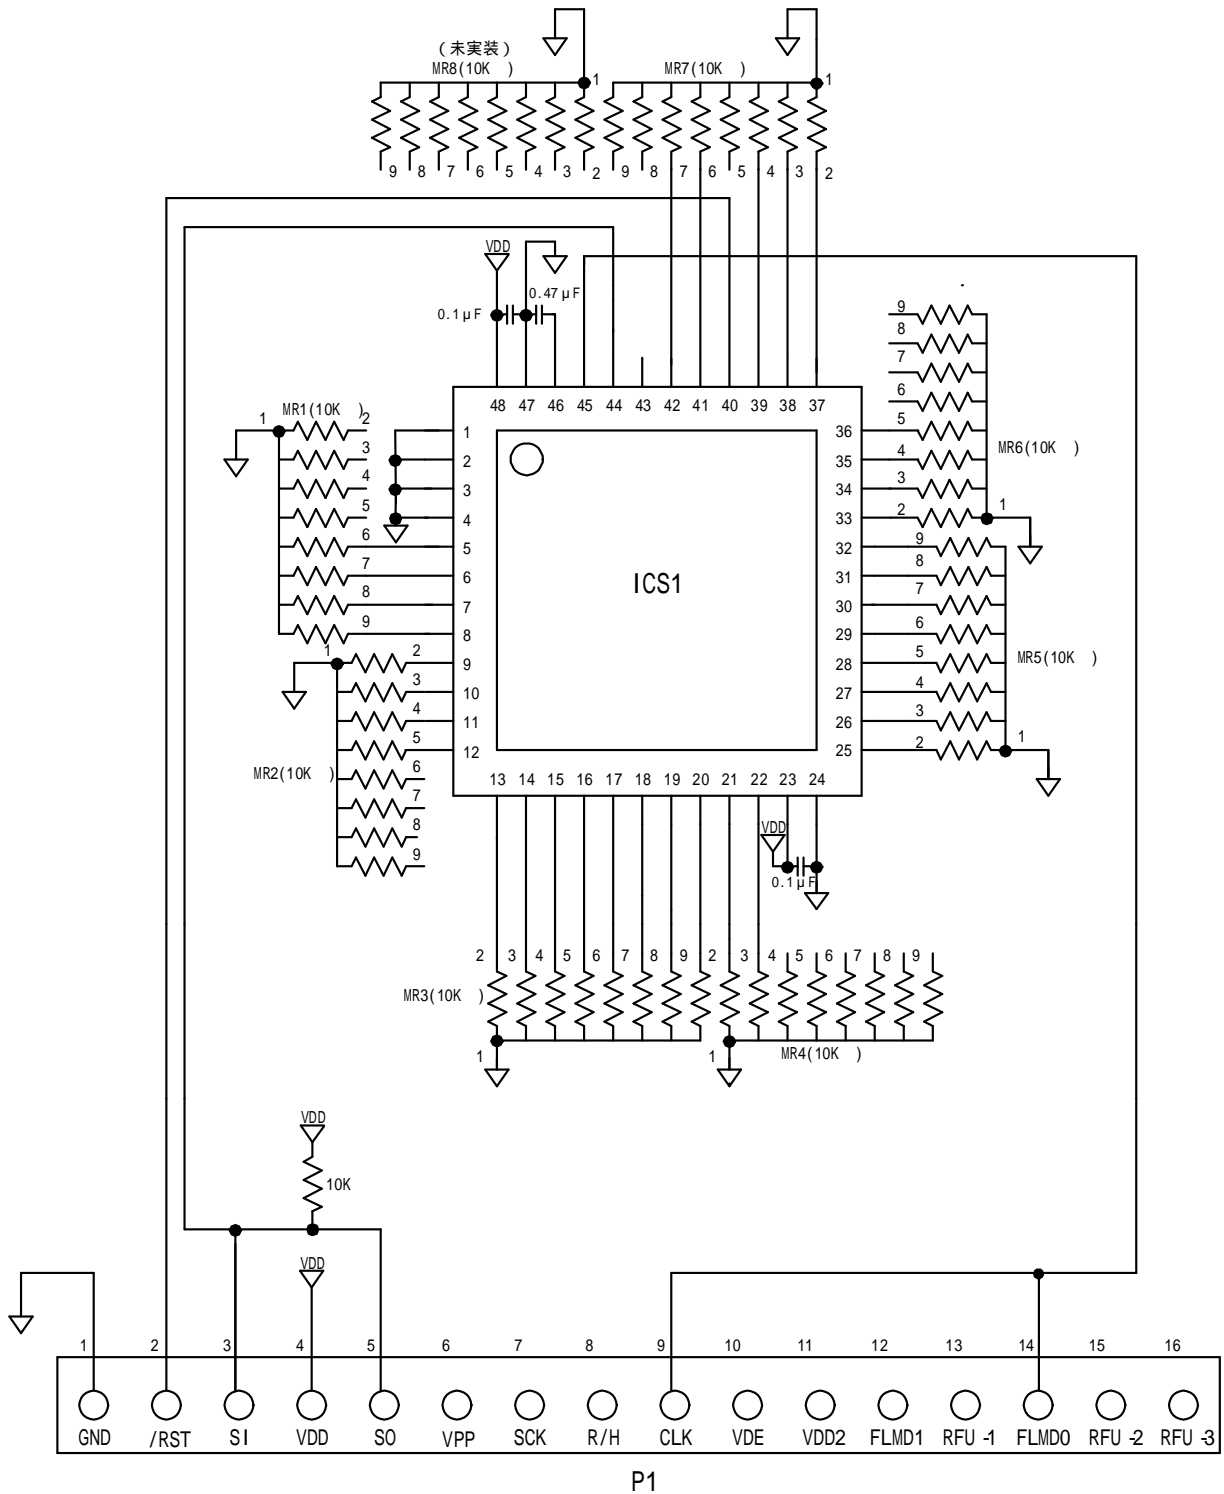 (未実装)
MR8(10K )
MR7(10K )
1
1
9 8 7 6 5 4 3 2 9 8 7 6 5 4 3 2
VDD
0.47μF
0.1μF
48 47 46 45 44 43 42 41 40 39 38 37
9
8
7
6
5
4
MR6(10K )
3
2
1
1
MR1(10K )
2
3
4
5
6
7
8
9
1
2
3
4
5
6
7
8
9
10
11
12
36
35
34
33
32
31
30
29
28
27
26
25
ICS1
9
8
7
6
5
MR5(10K )
4
3
2
1
1
2
3
4
5
MR2(10K )
6
7
8
9
13 14 15 16 17 18 19 20 21 22 23 24
VDD
0.1μF
2 3 4 5 6 7 8 9 2 3 4 5 6 7 8 9
MR3(10K )
1
1
MR4(10K )
VDD
10K
VDD
1 2 3 4 5 6 7 8 9 10 11 12 13 14 15 16
GND /RST SI VDD SO VPP SCK R/H CLK VDE VDD2 FLMD1 RFU-1 FLMD0 RFU-2 RFU-3
P1